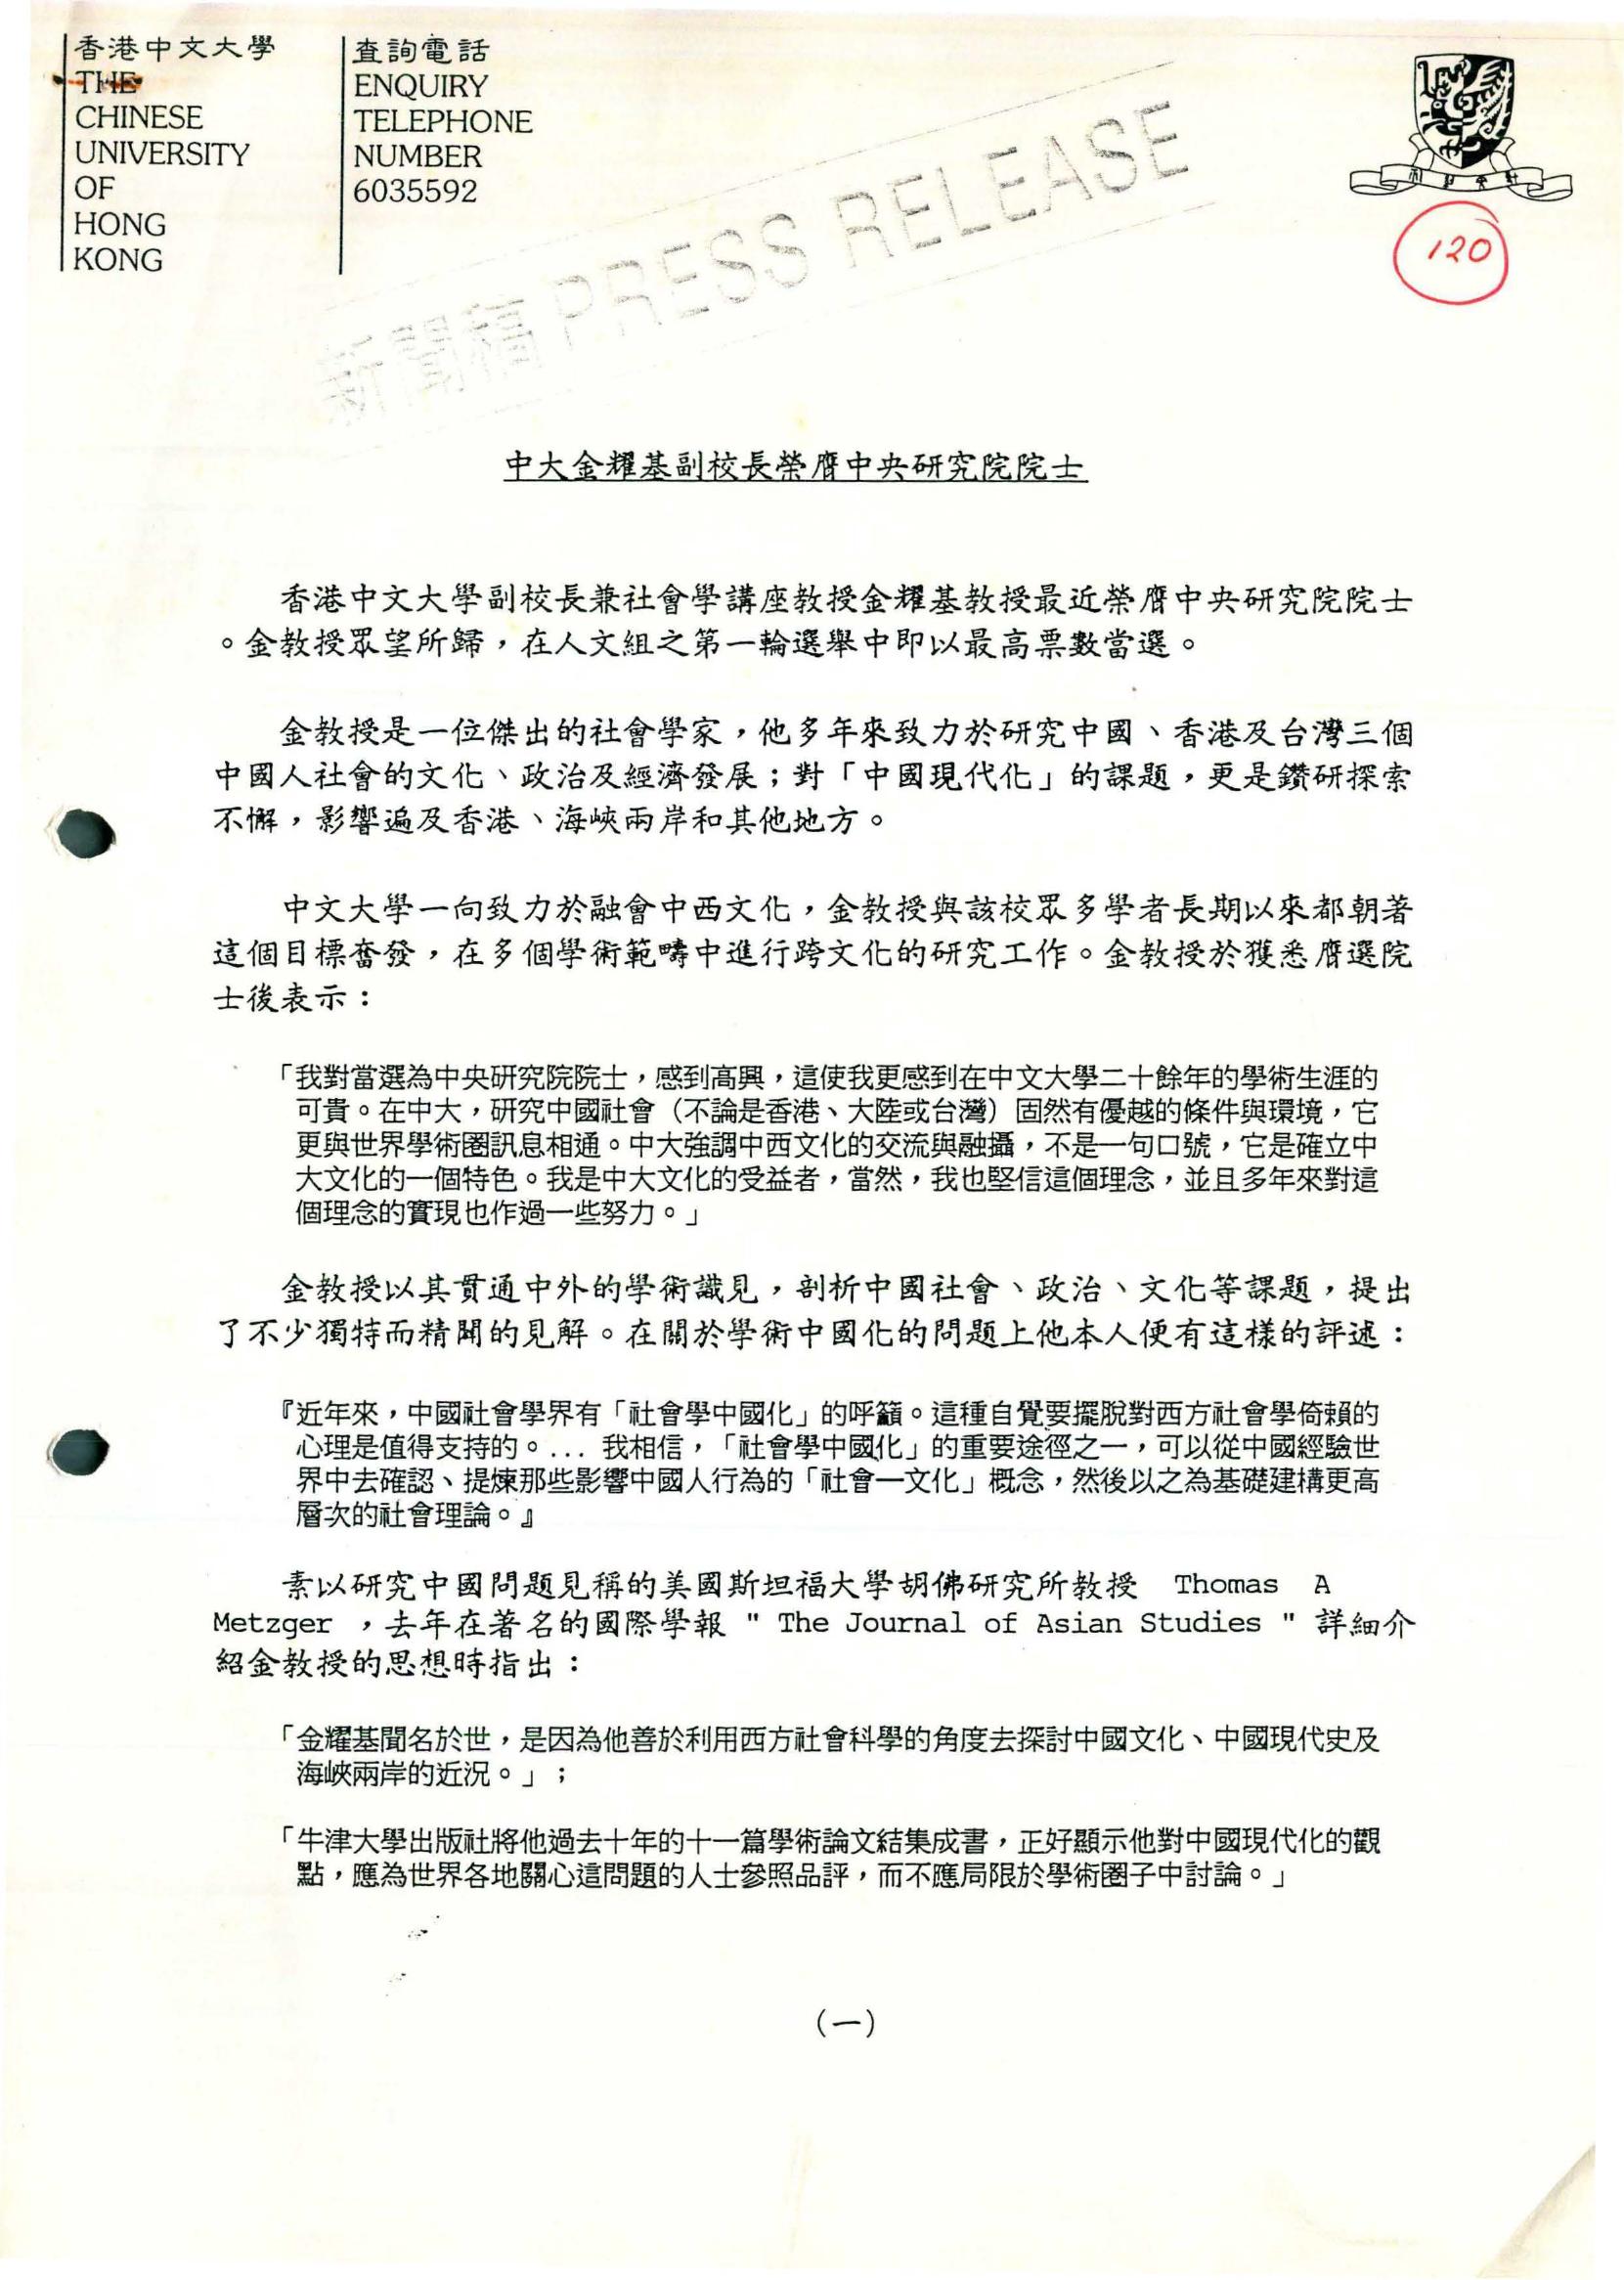 香港中文大學
THE
CHINESE
UNIVERSITY
OF
HONG
KONG
查詢電話
ENQUIRY
TELEPHONE
NUMBER
6035592
新聞稿 PRESS RELEASE
120
中大金耀基副校長榮膺中央研究院院士
香港中文大學副校長兼社會學講座教授金耀基教授最近榮膺中央研究院院士
。金教授眾望所歸，在人文組之第一輪選舉中即以最高票數當選。
金教授是一位傑出的社會學家，他多年來致力於研究中國、香港及台灣三個
中國人社會的文化、政治及經濟發展；對「中國現代化」的課題，更是鑽研探索
不懈，影響遍及香港、海峽兩岸和其他地方。
中文大學一向致力於融會中西文化，金教授與該校眾多學者長期以來都朝著
這個目標奮發，在多個學術範疇中進行跨文化的研究工作。金教授於獲悉膺選院
士後表示：
「我對當選為中央研究院院士，感到高興，這使我更感到在中文大學二十餘年的學術生涯的
可貴。在中大，研究中國社會（不論是香港、大陸或台灣）固然有優越的條件與環境，它
更與世界學術圈訊息相通。中大強調中西文化的交流與融攝，不是一句口號，它是確立中
大文化的一個特色。我是中大文化的受益者，當然，我也堅信這個理念，並且多年來對這
個理念的實現也作過一些努力。」
金教授以其貫通中外的學術識見，剖析中國社會、政治、文化等課題，提出
了不少獨特而精闢的見解。在關於學術中國化的問題上他本人便有這樣的評述：
『近年來，中國社會學界有「社會學中國化」的呼籲。這種自覺要擺脫對西方社會學倚賴的
心理是值得支持的。... 我相信，「社會學中國化」的重要途徑之一，可以從中國經驗世
界中去確認、提煉那些影響中國人行為的「社會—文化」概念，然後以之為基礎建構更高
層次的社會理論。』
素以研究中國問題見稱的美國斯坦福大學胡佛研究所教授 Thomas A
Metzger ，去年在著名的國際學報 " The Journal of Asian Studies " 詳細介
紹金教授的思想時指出：
「金耀基聞名於世，是因為他善於利用西方社會科學的角度去探討中國文化、中國現代史及
海峽兩岸的近況。」；
「牛津大學出版社將他過去十年的十一篇學術論文結集成書，正好顯示他對中國現代化的觀
點，應為世界各地關心這問題的人士參照品評，而不應局限於學術圈子中討論。」
（一）